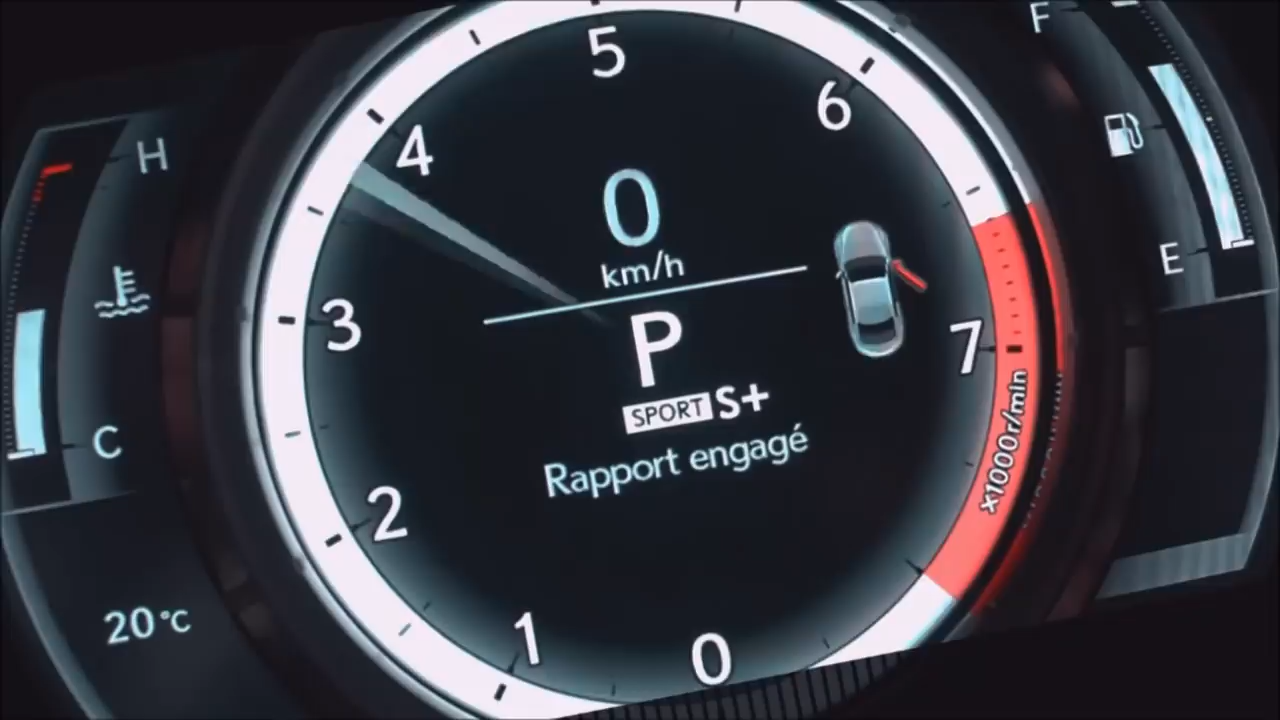 5
6
4
3
2
1
0
7
x1000r/min
0
km/h
P
SPORT S+
Rapport engagé
H
C
20°C
F
E